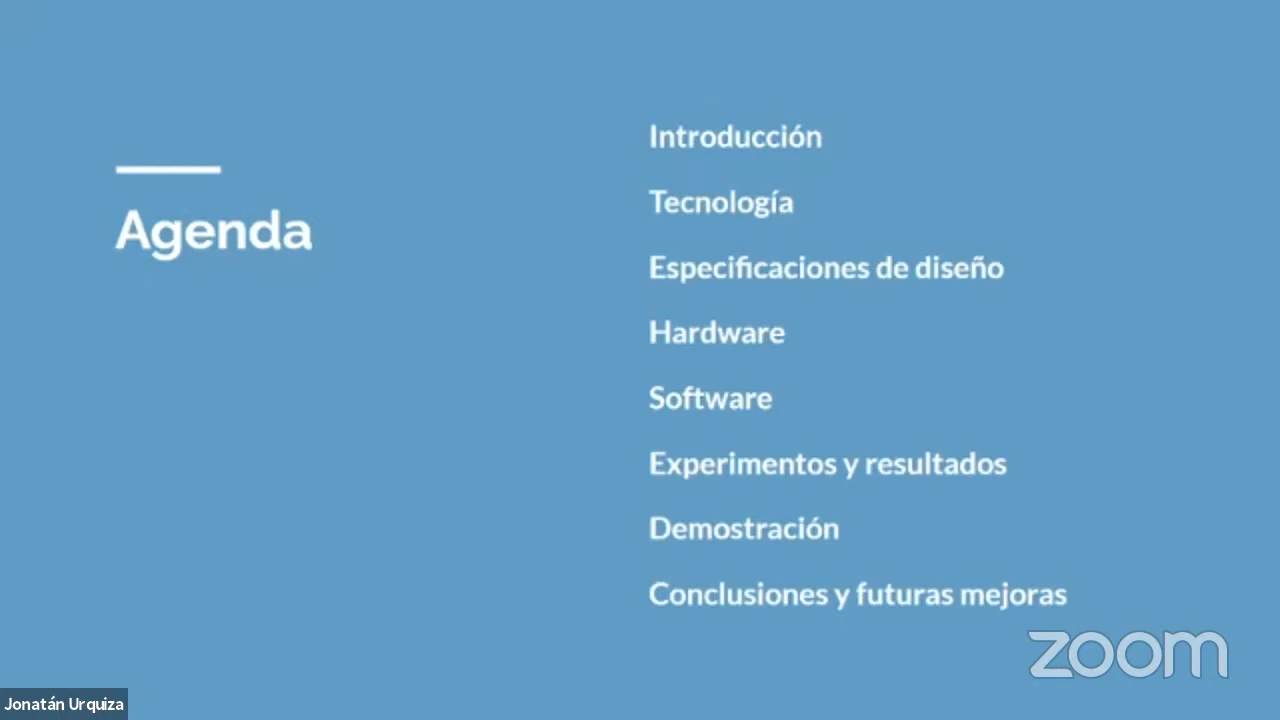 Agenda
Introducción
Tecnología
Especificaciones de diseño
Hardware
Software
Experimentos y resultados
Demostración
Conclusiones y futuras mejoras
zoom
Jonatán Urquiza